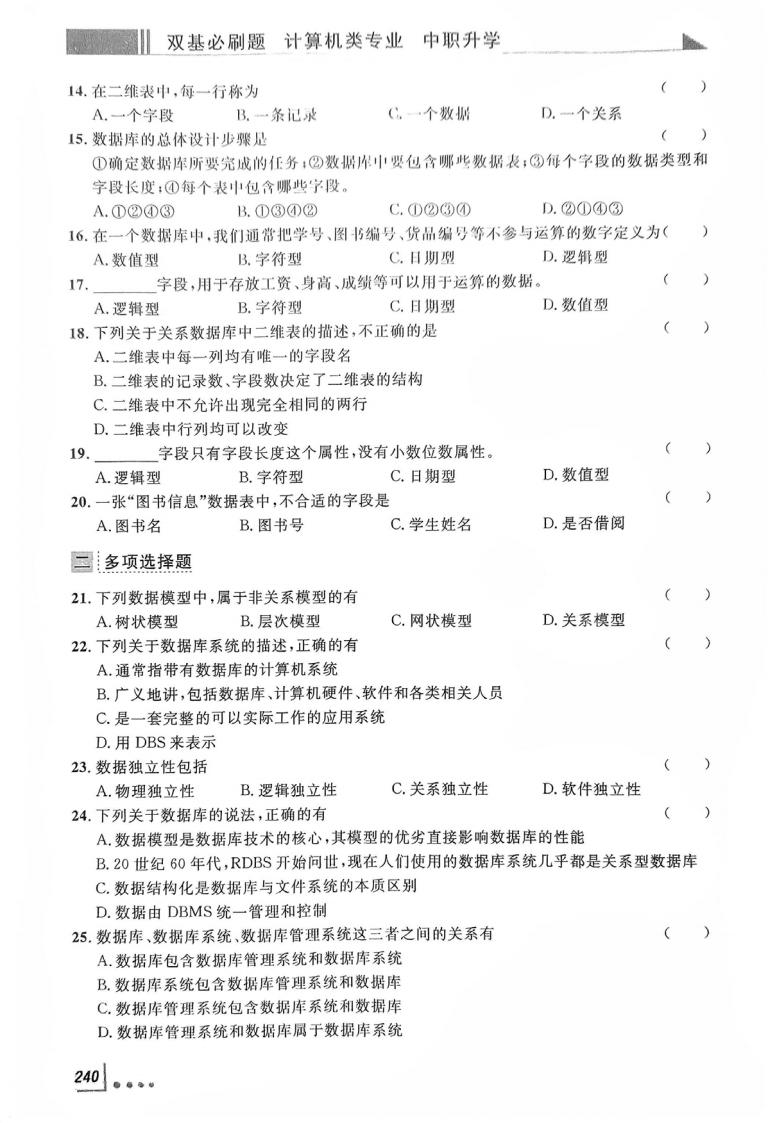 双基必刷题 计算机类专业 中职升学
14. 在二维表中,每一行称为 ( )
A. 一个字段 B. 一条记录 C. 一个数据 D. 一个关系
15. 数据库的总体设计步骤是 ( )
①确定数据库所要完成的任务;②数据库中要包含哪些数据表;③每个字段的数据类型和
字段长度;④每个表中包含哪些字段。
A. ①②④③ B. ①③④② C. ①②③④ D. ②①④③
16. 在一个数据库中,我们通常把学号、图书编号、货品编号等不参与运算的数字定义为( )
A. 数值型 B. 字符型 C. 日期型 D. 逻辑型
17. ________字段,用于存放工资、身高、成绩等可以用于运算的数据。 ( )
A. 逻辑型 B. 字符型 C. 日期型 D. 数值型
18. 下列关于关系数据库中二维表的描述,不正确的是 ( )
A. 二维表中每一列均有唯一的字段名
B. 二维表的记录数、字段数决定了二维表的结构
C. 二维表中不允许出现完全相同的两行
D. 二维表中行列均可以改变
19. ________字段只有字段长度这个属性,没有小数位数属性。 ( )
A. 逻辑型 B. 字符型 C. 日期型 D. 数值型
20. 一张“图书信息”数据表中,不合适的字段是 ( )
A. 图书名 B. 图书号 C. 学生姓名 D. 是否借阅
二 多项选择题
21. 下列数据模型中,属于非关系模型的有 ( )
A. 树状模型 B. 层次模型 C. 网状模型 D. 关系模型
22. 下列关于数据库系统的描述,正确的有 ( )
A. 通常指带有数据库的计算机系统
B. 广义地讲,包括数据库、计算机硬件、软件和各类相关人员
C. 是一套完整的可以实际工作的应用系统
D. 用 DBS 来表示
23. 数据独立性包括 ( )
A. 物理独立性 B. 逻辑独立性 C. 关系独立性 D. 软件独立性
24. 下列关于数据库的说法,正确的有 ( )
A. 数据模型是数据库技术的核心,其模型的优劣直接影响数据库的性能
B. 20 世纪 60 年代,RDBS 开始问世,现在人们使用的数据库系统几乎都是关系型数据库
C. 数据结构化是数据库与文件系统的本质区别
D. 数据由 DBMS 统一管理和控制
25. 数据库、数据库系统、数据库管理系统这三者之间的关系有 ( )
A. 数据库包含数据库管理系统和数据库系统
B. 数据库系统包含数据库管理系统和数据库
C. 数据库管理系统包含数据库系统和数据库
D. 数据库管理系统和数据库属于数据库系统
240